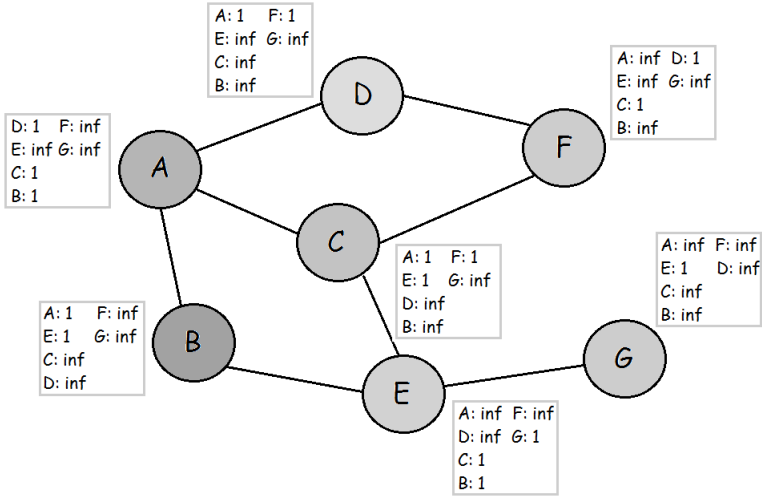 A: 1 F: 1
E: inf G: inf
C: inf
B: inf
D
A: inf D: 1
E: inf G: inf
C: 1
B: inf
F
D: 1 F: inf
E: inf G: inf
C: 1
B: 1
A
C
A: 1 F: 1
E: 1 G: inf
D: inf
B: inf
A: inf F: inf
E: 1 D: inf
C: inf
B: inf
A: 1 F: inf
E: 1 G: inf
C: inf
D: inf
B
G
E
A: inf F: inf
D: inf G: 1
C: 1
B: 1